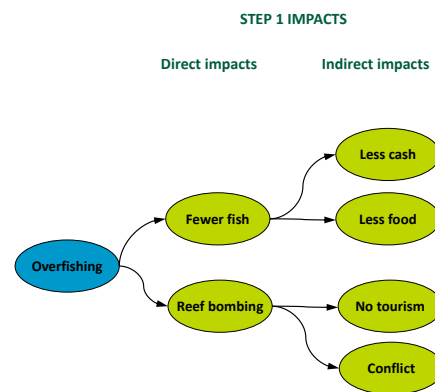 STEP 1 IMPACTS
Direct impacts
Indirect impacts
Less cash
Fewer fish
Less food
Overfishing
Reef bombing
No tourism
Conflict